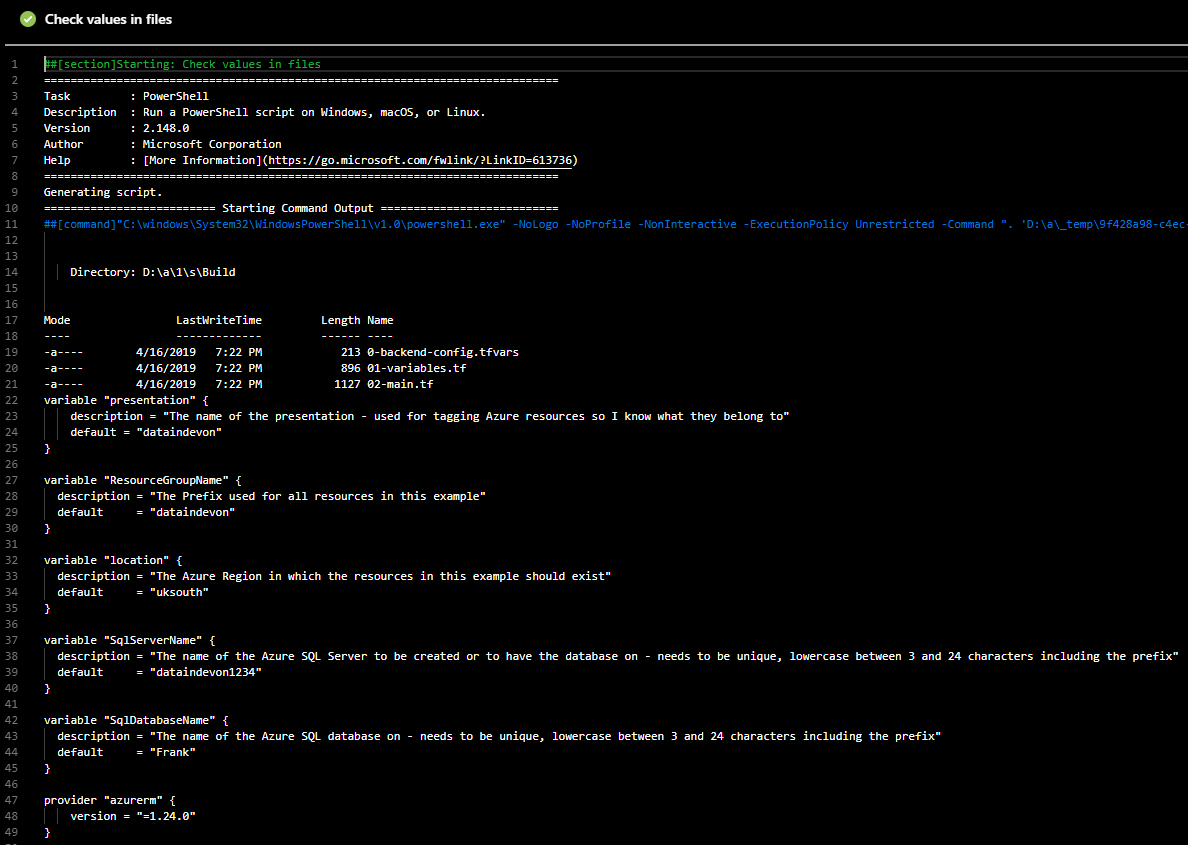 Check values in files
1 ##[section]Starting: Check values in files
2 ==============================================================================
3 Task         : PowerShell
4 Description  : Run a PowerShell script on Windows, macOS, or Linux.
5 Version      : 2.148.0
6 Author       : Microsoft Corporation
7 Help         : [More Information](https://go.microsoft.com/fwlink/?LinkID=613736)
8 ==============================================================================
9 Generating script.
10 ========================== Starting Command Output ===========================
11 ##[command]"C:\windows\System32\WindowsPowerShell\v1.0\powershell.exe" -NoLogo -NoProfile -NonInteractive -ExecutionPolicy Unrestricted -Command ". 'D:\a\_temp\9f428a98-c4ec-
12
13
14     Directory: D:\a\1\s\Build
15
16
17 Mode                LastWriteTime         Length Name
18 ----                -------------         ------ ----
19 -a----        4/16/2019   7:22 PM            213 0-backend-config.tfvars
20 -a----        4/16/2019   7:22 PM            896 01-variables.tf
21 -a----        4/16/2019   7:22 PM           1127 02-main.tf
22 variable "presentation" {
23     description = "The name of the presentation - used for tagging Azure resources so I know what they belong to"
24     default = "dataindevon"
25 }
26
27 variable "ResourceGroupName" {
28   description = "The Prefix used for all resources in this example"
29   default     = "dataindevon"
30 }
31
32 variable "location" {
33   description = "The Azure Region in which the resources in this example should exist"
34   default     = "uksouth"
35 }
36
37 variable "SqlServerName" {
38   description = "The name of the Azure SQL Server to be created or to have the database on - needs to be unique, lowercase between 3 and 24 characters including the prefix"
39   default     = "dataindevon1234"
40 }
41
42 variable "SqlDatabaseName" {
43   description = "The name of the Azure SQL database on - needs to be unique, lowercase between 3 and 24 characters including the prefix"
44   default     = "Frank"
45 }
46
47 provider "azurerm" {
48     version = "=1.24.0"
49 }